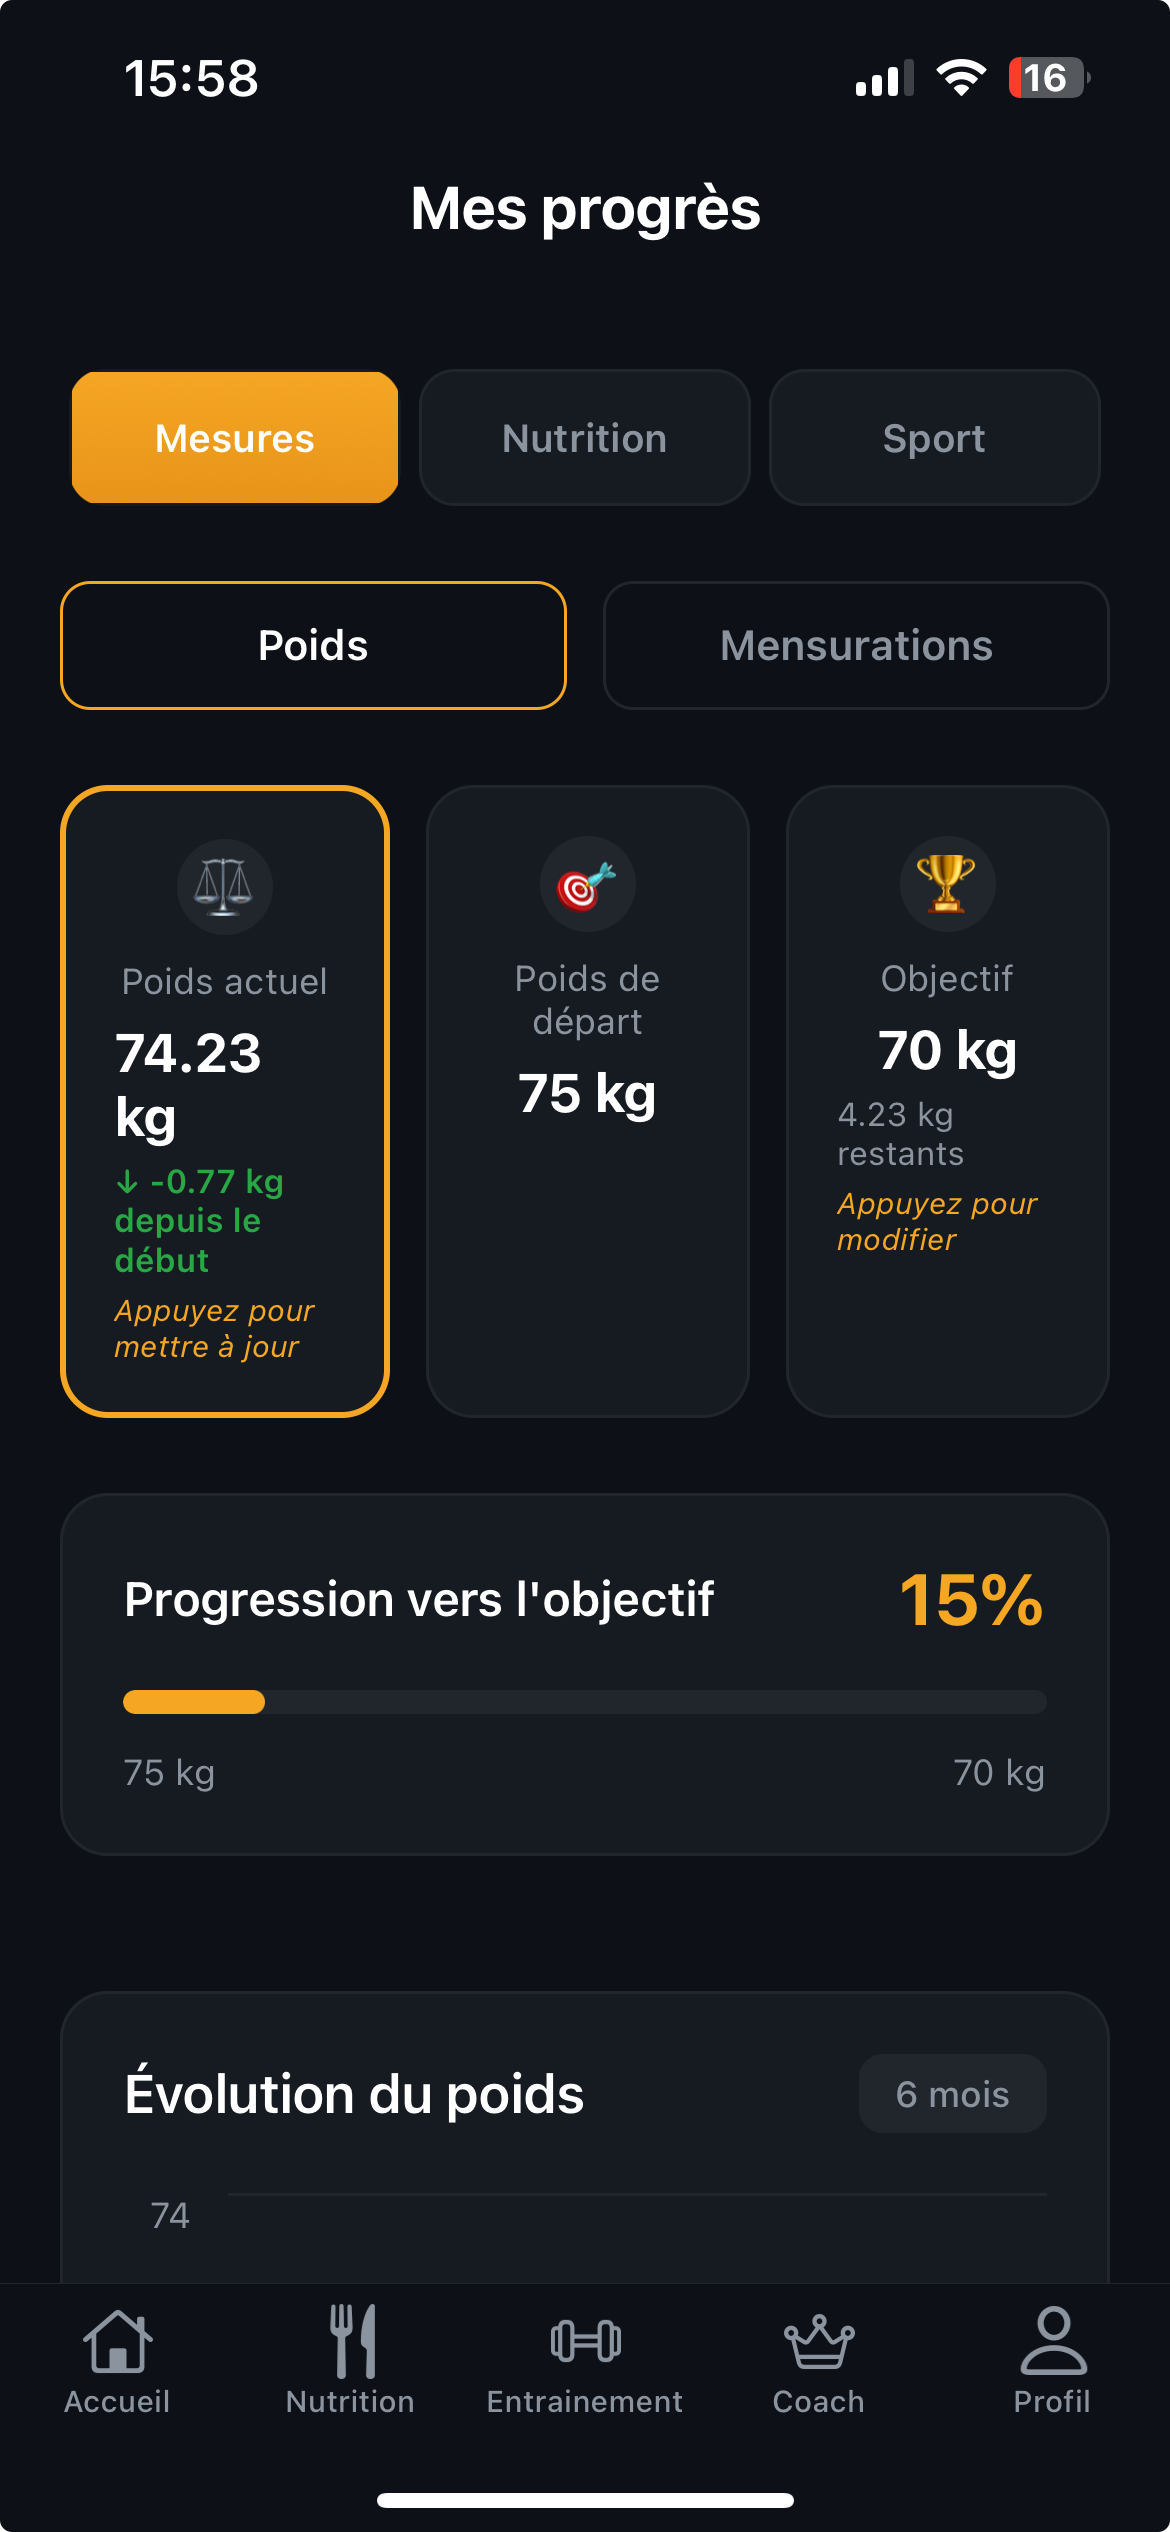 15:58
16
Mes progrès
Mesures
Nutrition
Sport
Poids
Mensurations
Poids actuel
74.23
kg
↓ -0.77 kg
depuis le
début
Appuyez pour
mettre à jour
Poids de
départ
75 kg
Objectif
70 kg
4.23 kg
restants
Appuyez pour
modifier
Progression vers l'objectif
15%
75 kg
70 kg
Évolution du poids
6 mois
74
Accueil
Nutrition
Entrainement
Coach
Profil